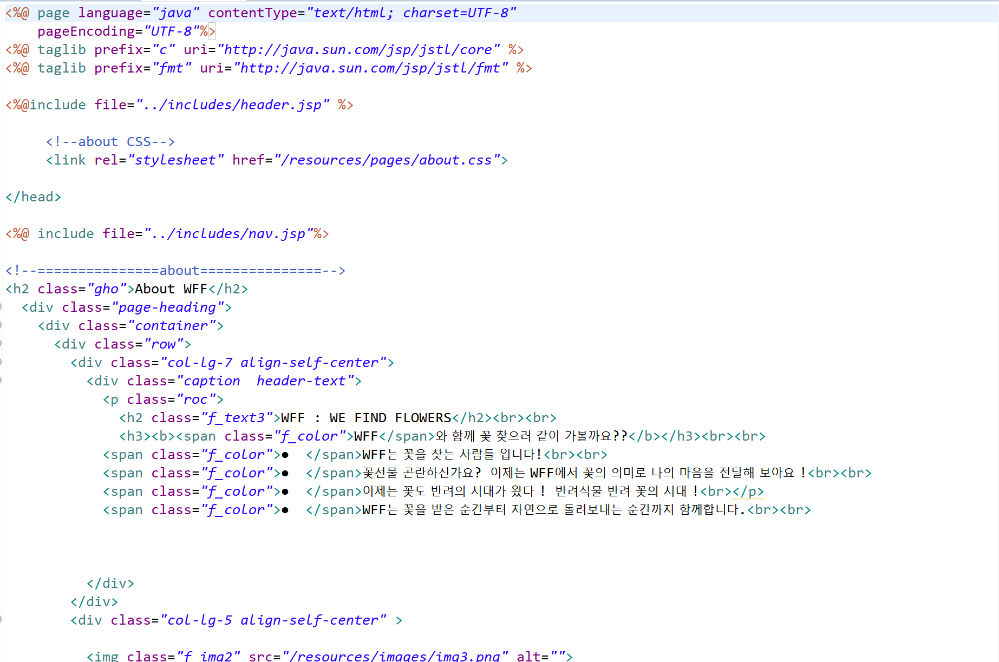 <%@ page language="java" contentType="text/html; charset=UTF-8"
    pageEncoding="UTF-8"%>
<%@ taglib prefix="c" uri="http://java.sun.com/jsp/jstl/core" %>
<%@ taglib prefix="fmt" uri="http://java.sun.com/jsp/jstl/fmt" %>
<%@include file="../includes/header.jsp" %>
     <!--about CSS-->
     <link rel="stylesheet" href="/resources/pages/about.css">
</head>
<%@ include file="../includes/nav.jsp"%>
<!--===============about===============-->
<h2 class="gho">About WFF</h2>
  <div class="page-heading">
    <div class="container">
      <div class="row">
        <div class="col-lg-7 align-self-center">
          <div class="caption  header-text">
            <p class="roc">
              <h2 class="f_text3">WFF : WE FIND FLOWERS</h2><br><br>
              <h3><b><span class="f_color">WFF</span>와 함께 꽃 찾으러 같이 가볼까요??</b></h3><br><br>
            <span class="f_color">●  </span>WFF는 꽃을 찾는 사람들 입니다!<br><br>
            <span class="f_color">●  </span>꽃선물 곤란하신가요? 이제는 WFF에서 꽃의 의미로 나의 마음을 전달해 보아요 !<br><br>
            <span class="f_color">●  </span>이제는 꽃도 반려의 시대가 왔다 ! 반려식물 반려 꽃의 시대 !<br></p>
            <span class="f_color">●  </span>WFF는 꽃을 받은 순간부터 자연으로 돌려보내는 순간까지 함께합니다.<br><br>
          </div>
        </div>
        <div class="col-lg-5 align-self-center" >
          <img class="f_img2" src="/resources/images/img3.png" alt="">